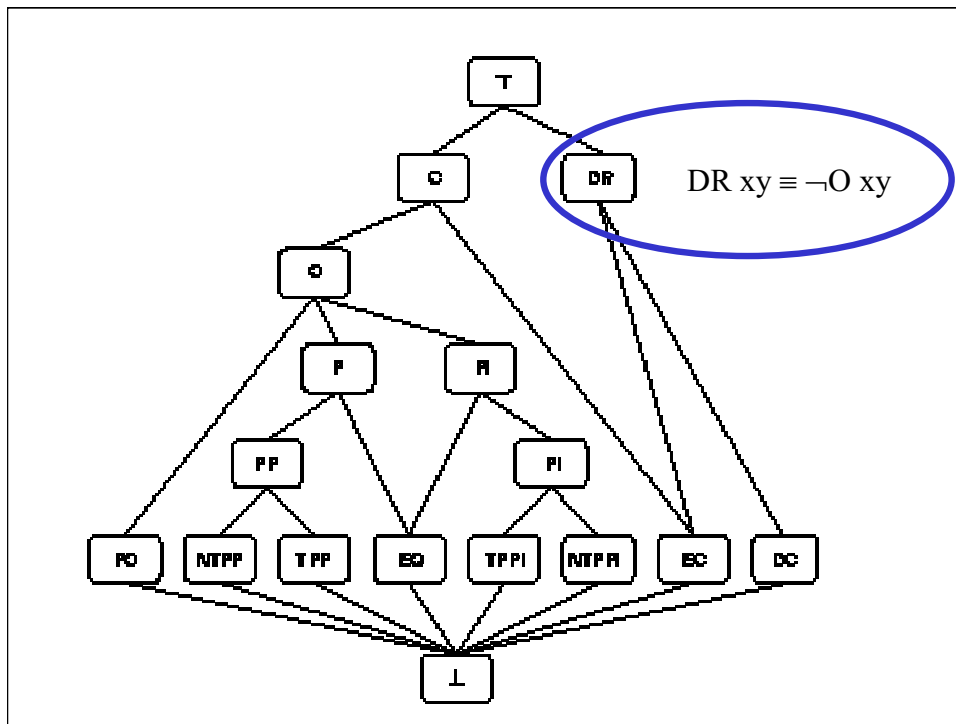 ⊤
C DR DR xy ≡ ¬O xy
O
P PI
PP PI
PO NTPP TPP EQ TPPI NTPPI EC DC
⊥